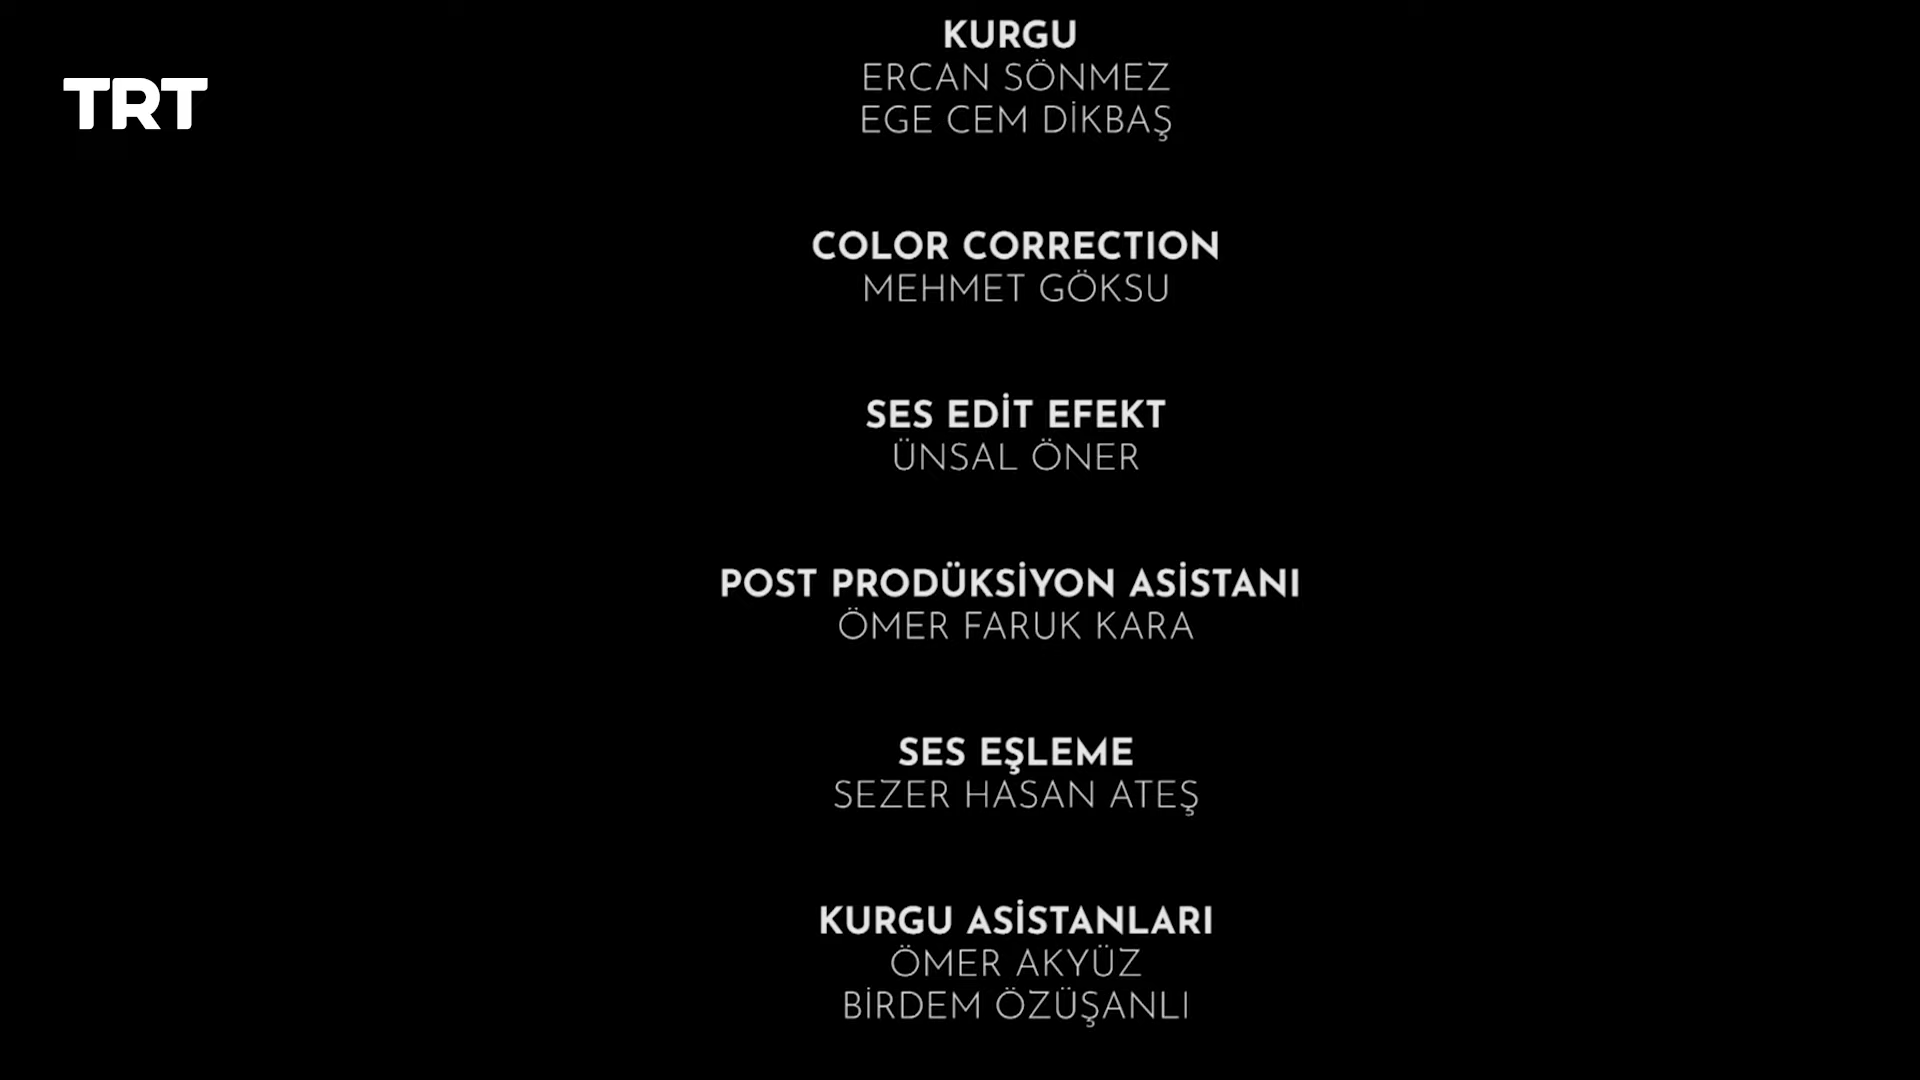 TRT
KURGU
ERCAN SÖNMEZ
EGE CEM DİKBAŞ
COLOR CORRECTION
MEHMET GÖKSU
SES EDİT EFEKT
ÜNSAL ÖNER
POST PRODÜKSİYON ASİSTANI
ÖMER FARUK KARA
SES EŞLEME
SEZER HASAN ATEŞ
KURGU ASİSTANLARI
ÖMER AKYÜZ
BİRDEM ÖZÜŞANLI